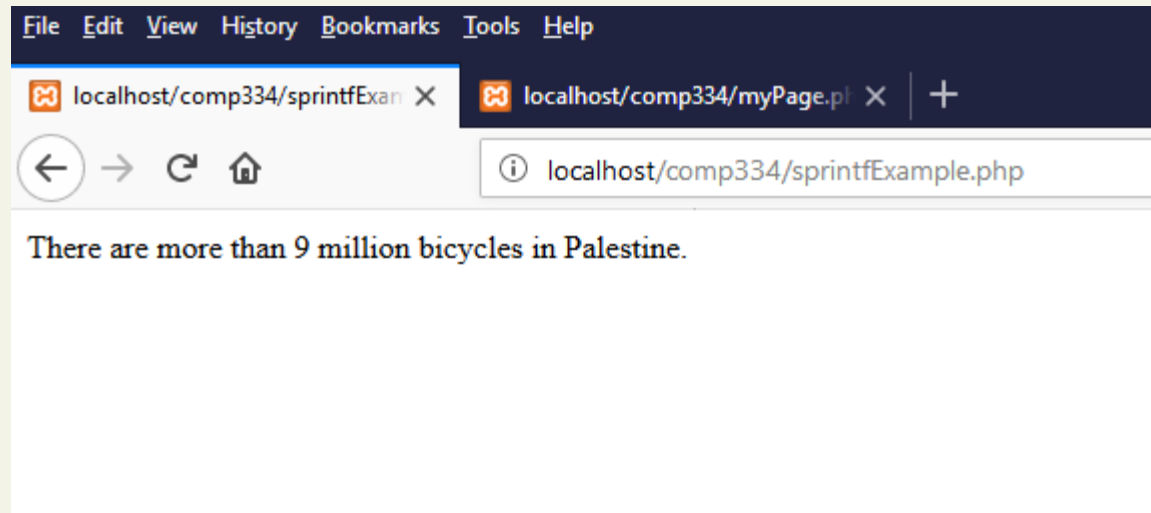 File Edit View History Bookmarks Tools Help
localhost/comp334/sprintfExam localhost/comp334/myPage.ph
localhost/comp334/sprintfExample.php
There are more than 9 million bicycles in Palestine.